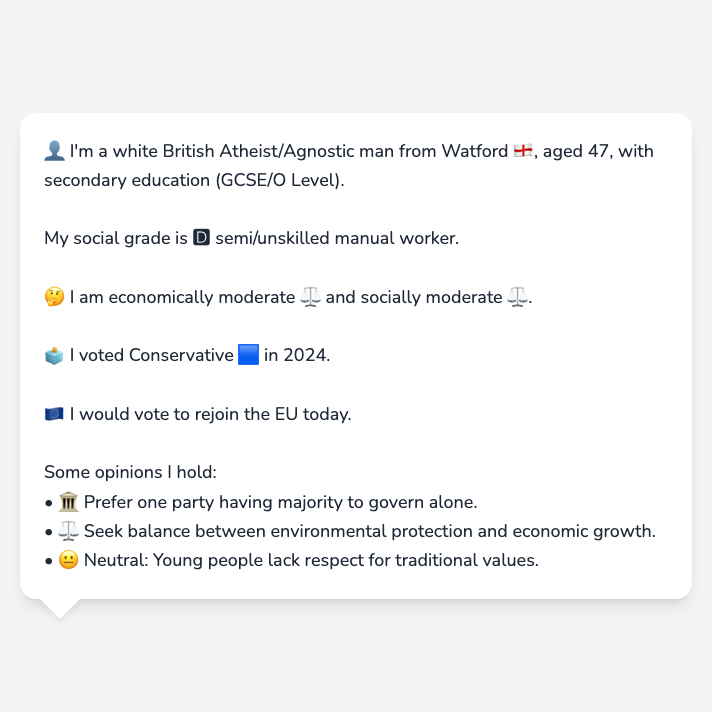 👤 I'm a white British Atheist/Agnostic man from Watford 🏴󠁧󠁢󠁥󠁮󠁧󠁿, aged 47, with
secondary education (GCSE/O Level).
My social grade is 🅳 semi/unskilled manual worker.
🤔 I am economically moderate ⚖️ and socially moderate ⚖️.
🗳️ I voted Conservative 🟦 in 2024.
🇪🇺 I would vote to rejoin the EU today.
Some opinions I hold:
• 🏛️ Prefer one party having majority to govern alone.
• ⚖️ Seek balance between environmental protection and economic growth.
• 😐 Neutral: Young people lack respect for traditional values.